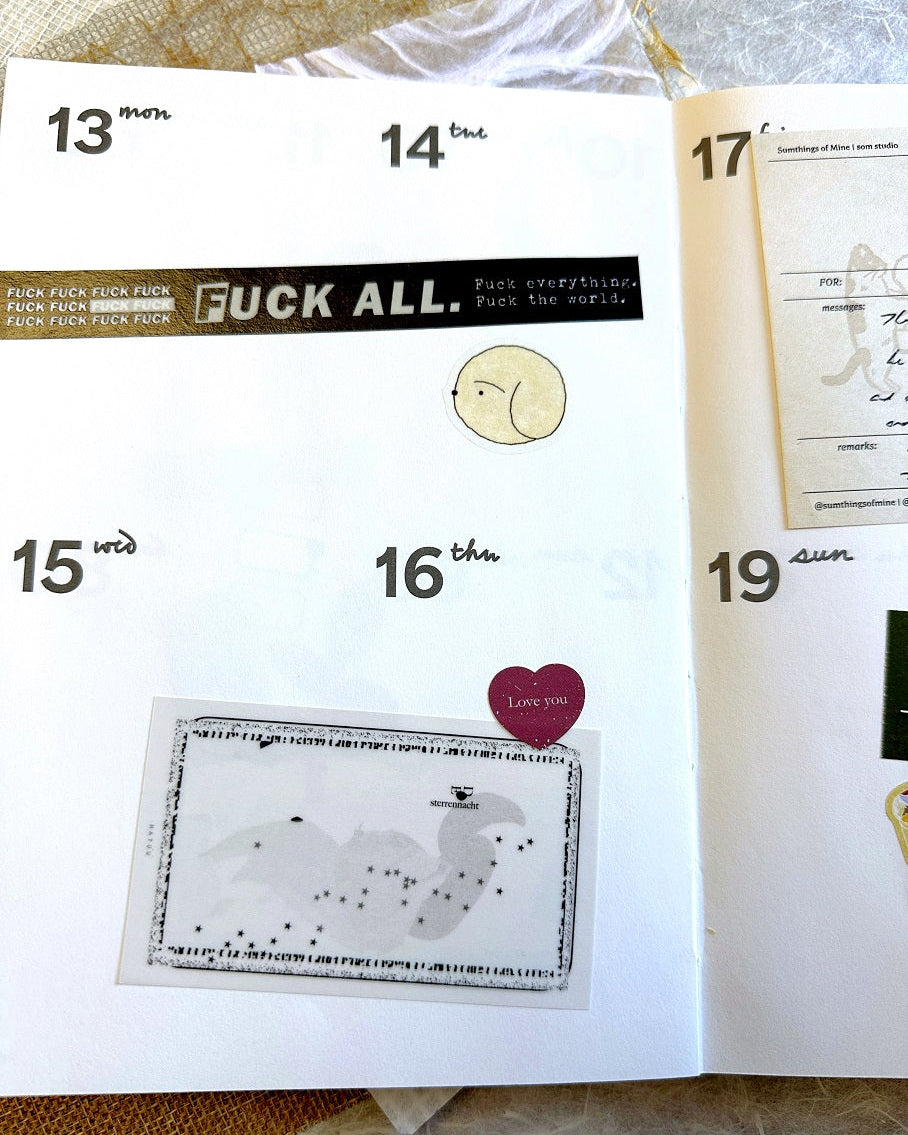 13 mon
14 tue
17
Sumthings of Mine | som studio
FOR:
messages:
remarks:
@sumthingsofmine |
FUCK FUCK FUCK FUCK
FUCK FUCK FUCK FUCK
FUCK FUCK FUCK FUCK
FUCK ALL.
Fuck everything.
Fuck the world.
15 wed
16 thu
19 sun
Love you
sterrennacht